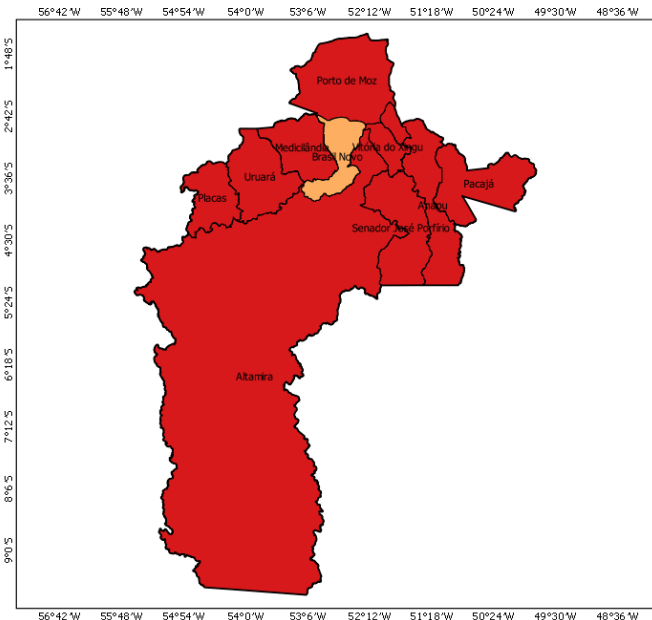 56°42'W 55°48'W 54°54'W 54°0'W 53°6'W 52°12'W 51°18'W 50°24'W 49°30'W 48°36'W
1°48'S
Porto de Moz
2°42'S
Medicilândia
Vitória do Xingu
Brasil Novo
3°36'S
Uruará
Pacajá
Placas
Anapu
Senador José Porfírio
4°30'S
5°24'S
6°18'S
Altamira
7°12'S
8°6'S
9°0'S
56°42'W 55°48'W 54°54'W 54°0'W 53°6'W 52°12'W 51°18'W 50°24'W 49°30'W 48°36'W